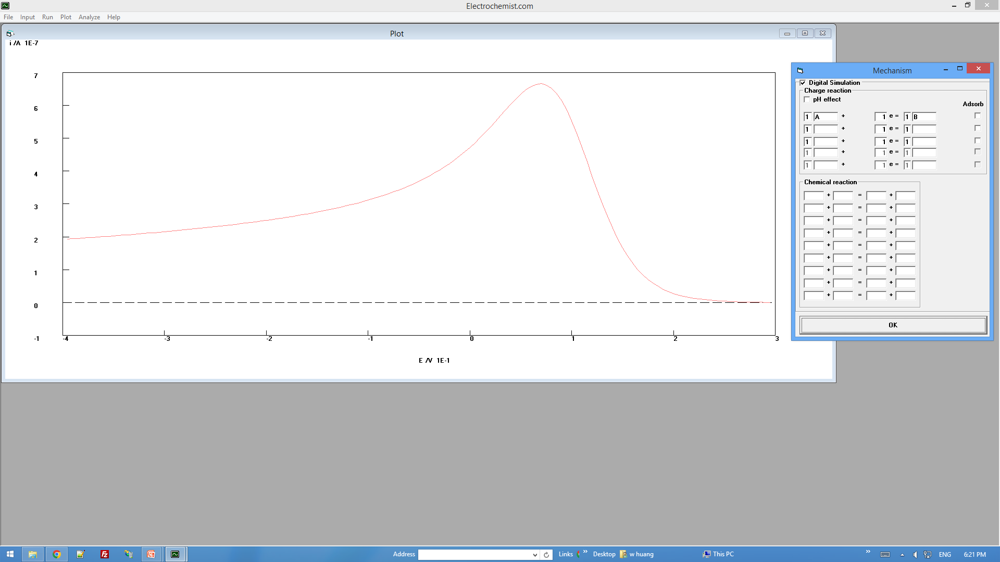 Electrochemist.com
File Input Run Plot Analyze Help
Plot
i /A 1E-7
7
6
5
4
3
2
1
0
-1
-4 -3 -2 -1 0 1 2 3
E /V 1E-1
Mechanism
Digital Simulation
Charge reaction
pH effect
Adsorb
1 A + 1 e = 1 B
1 + 1 e = 1
1 + 1 e = 1
1 + 1 e = 1
1 + 1 e = 1
Chemical reaction
+ = +
+ = +
+ = +
+ = +
+ = +
+ = +
+ = +
+ = +
+ = +
OK
Address Links » Desktop w huang This PC » ENG 6:21 PM